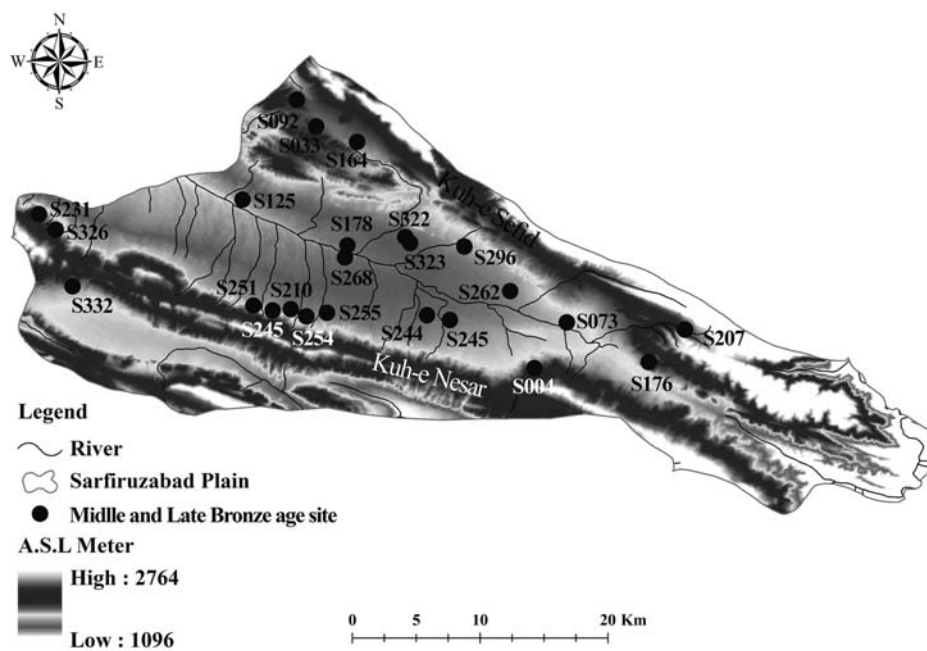 N
W E
S
S092
S033
S164
Kuh-e Sefid
S125
S231
S326
S178
S322
S323
S296
S268
S332
S251
S210
S262
S245
S254
S255
S244
S245
S073
S207
S004
S176
Kuh-e Nesar
Legend
River
Sarfiruzabad Plain
Midlle and Late Bronze age site
A.S.L Meter
High : 2764
Low : 1096
0 5 10 20 Km